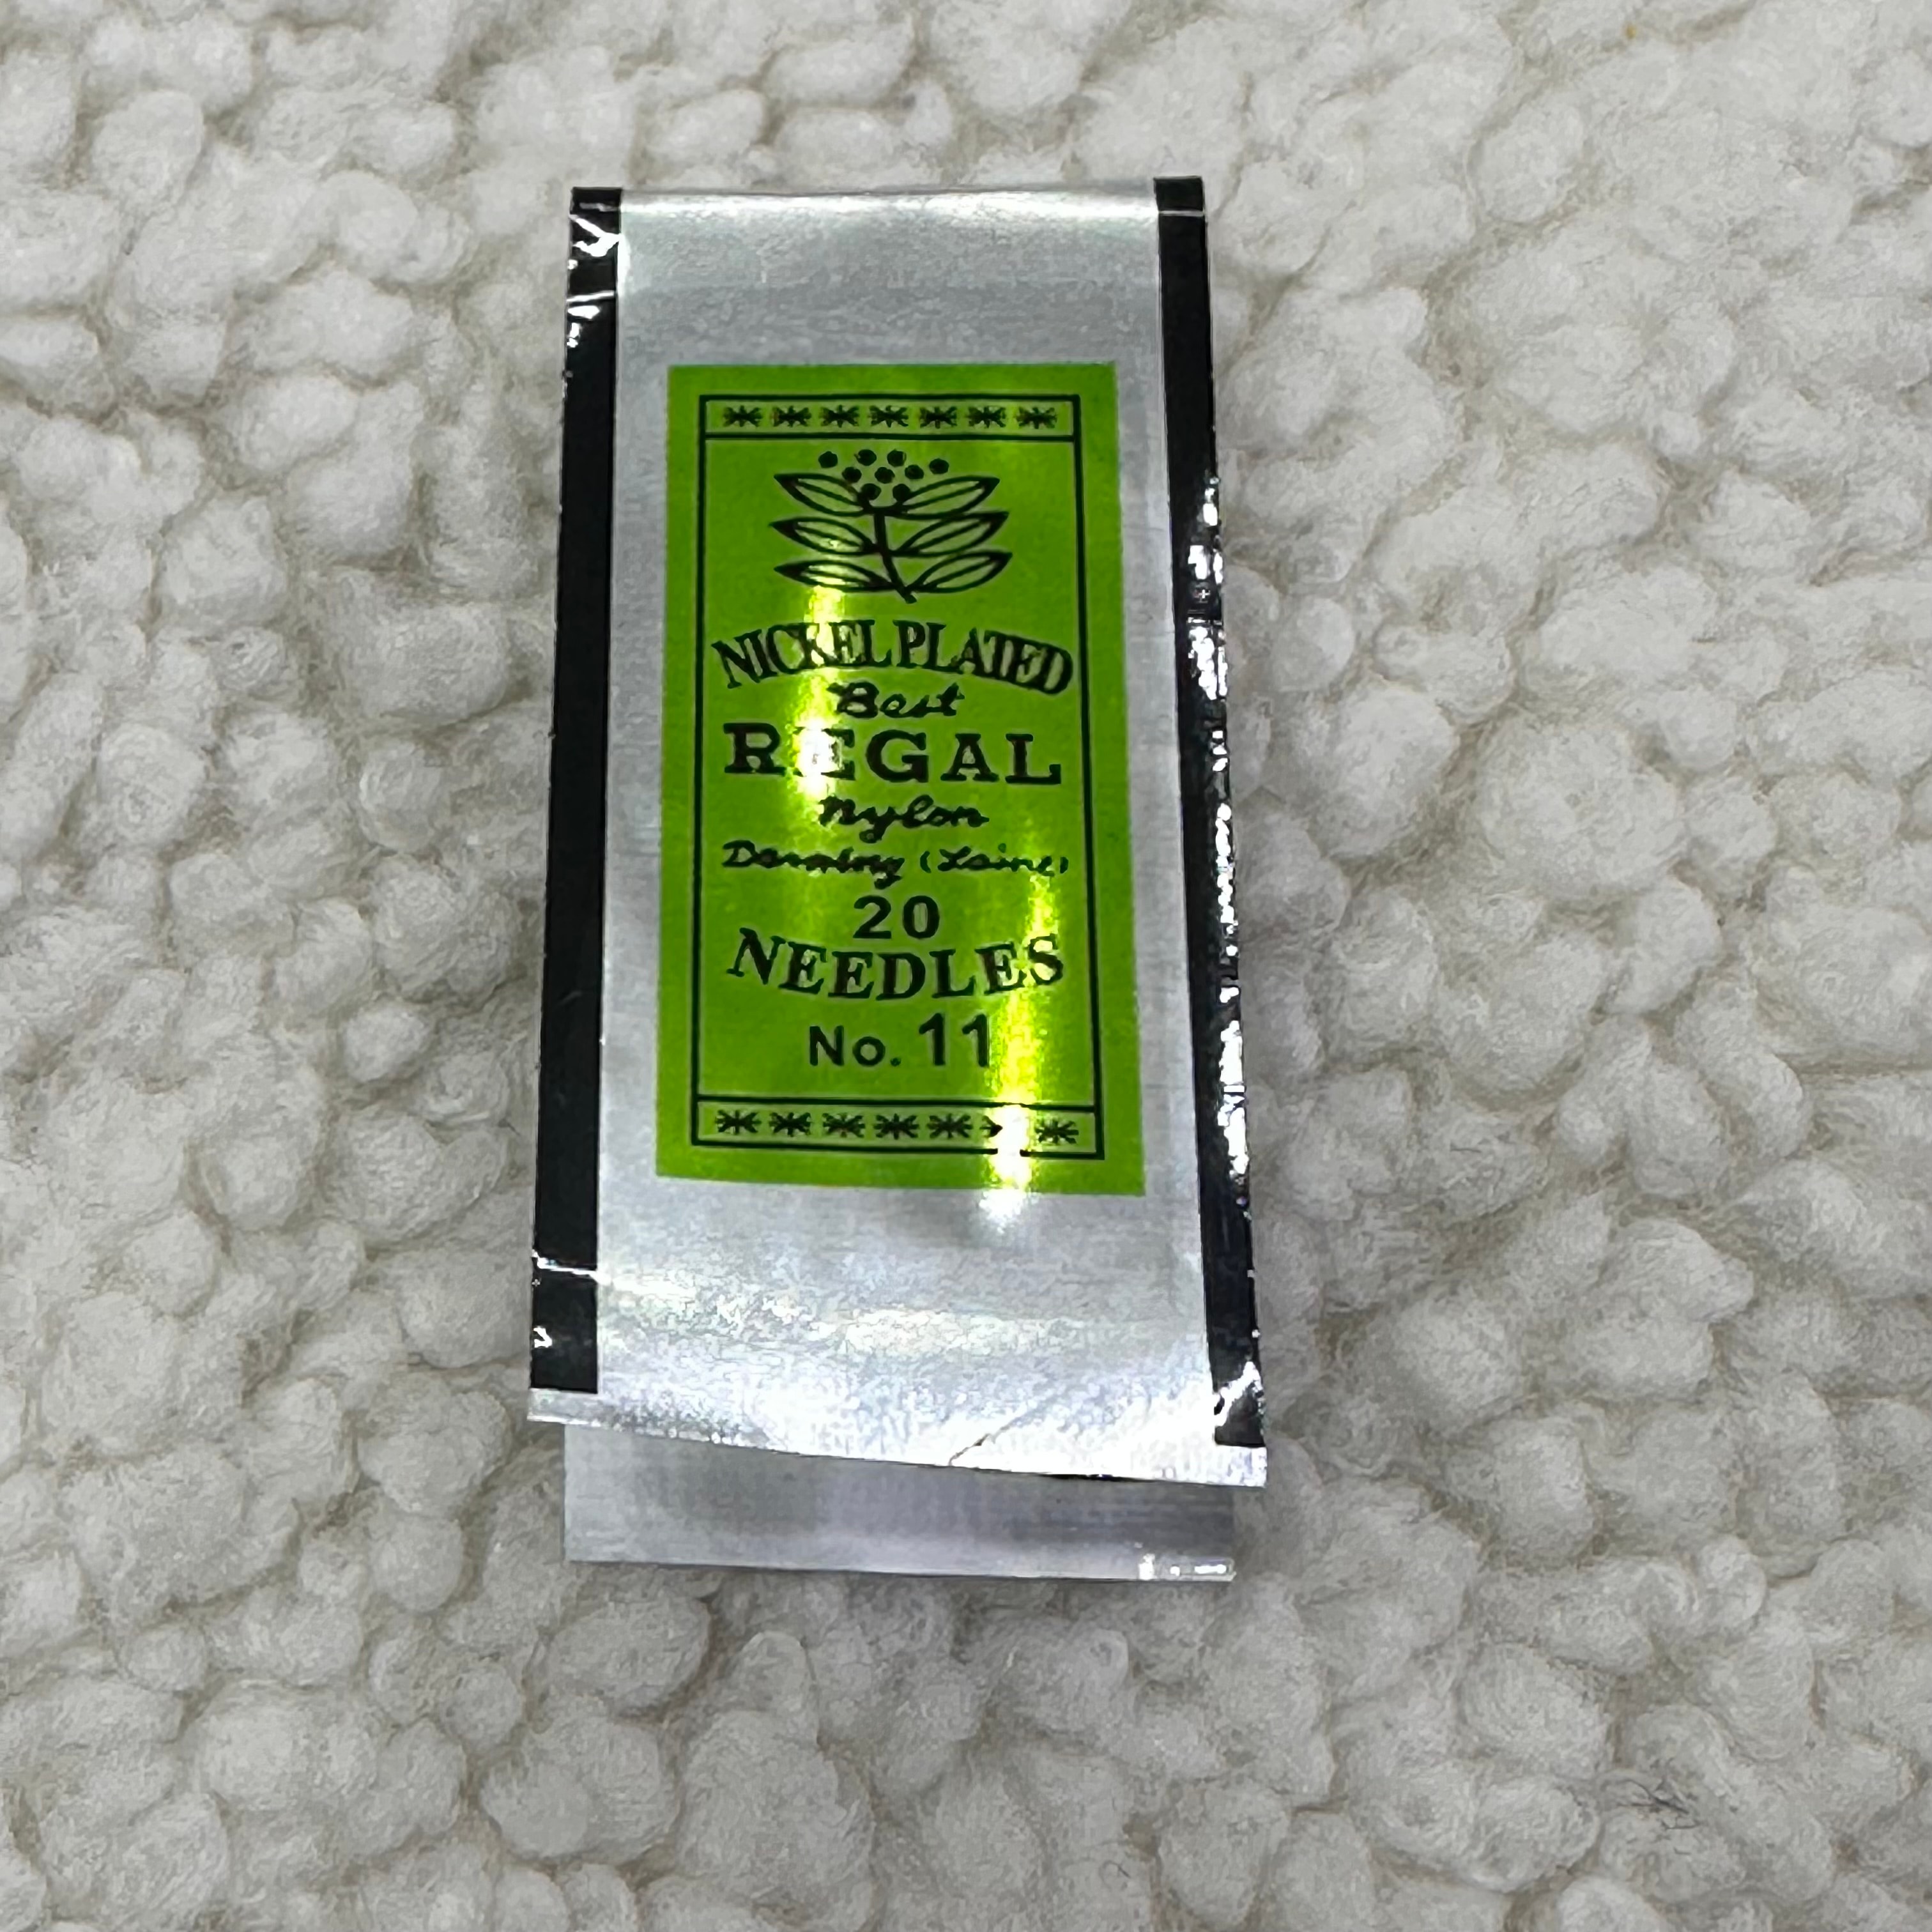 NICKEL PLATED
Best
REGAL
Nylon
Darning (Laine)
20
NEEDLES
No. 11